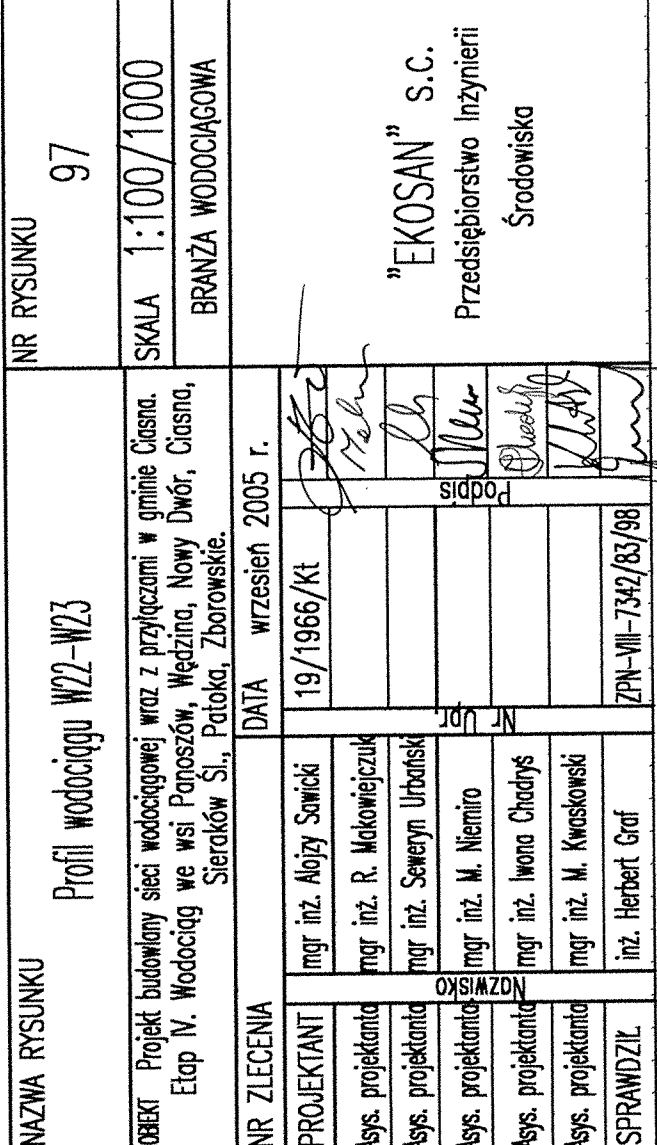 NAZWA RYSUNKU
Profil wodociągu W22-W23
NR RYSUNKU
97
OBIEKT Projekt budowlany sieci wodociągowej wraz z przyłączami w gminie Ciasna.
Etap IV. Wodociąg we wsi Panoszów, Wędzina, Nowy Dwór, Ciasna,
Sieraków Śl., Patoka, Zborowskie.
SKALA 1:100/1000
BRANŻA WODOCIĄGOWA
NR ZLECENIA
DATA wrzesień 2005 r.
"EKOSAN" s.c.
Przedsiębiorstwo Inżynierii
Środowiska
Nazwisko
Nr Upr.
Podpis
PROJEKTANT mgr inż. Alojzy Sawicki 19/1966/Kt
Asys. projektanta mgr inż. R. Makowiejczuk
Asys. projektanta mgr inż. Seweryn Urbański
Asys. projektanta mgr inż. M. Niemiro
Asys. projektanta mgr inż. Iwona Chadryś
Asys. projektanta mgr inż. M. Kwaskowski
SPRAWDZIŁ inż. Herbert Graf ZPN-VIII-7342/83/98